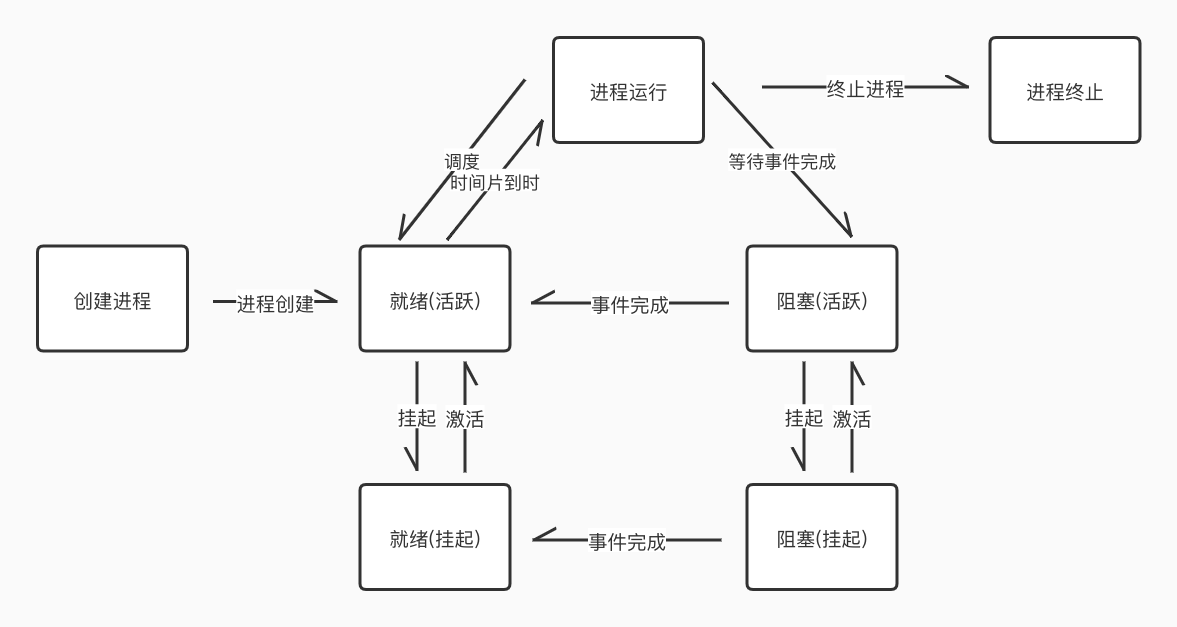 进程运行
终止进程
进程终止
调度
时间片到时
等待事件完成
创建进程
进程创建
就绪(活跃)
事件完成
阻塞(活跃)
挂起
激活
挂起
激活
就绪(挂起)
事件完成
阻塞(挂起)